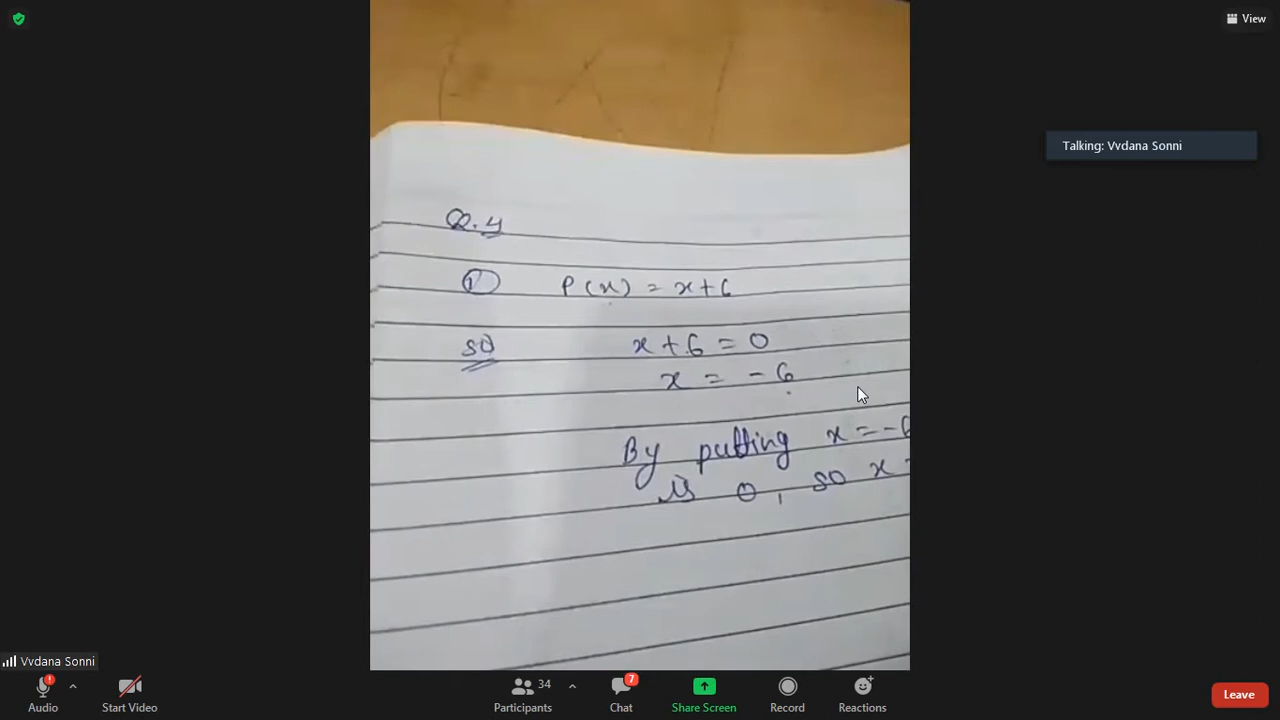 View
Talking: Vvdana Sonni
Q.4
P(x) = x+6
so x+6 = 0
x = -6
By putting x = -6
is 0, so x
Vvdana Sonni
Audio
Start Video
34
Participants
7
Chat
Share Screen
Record
Reactions
Leave